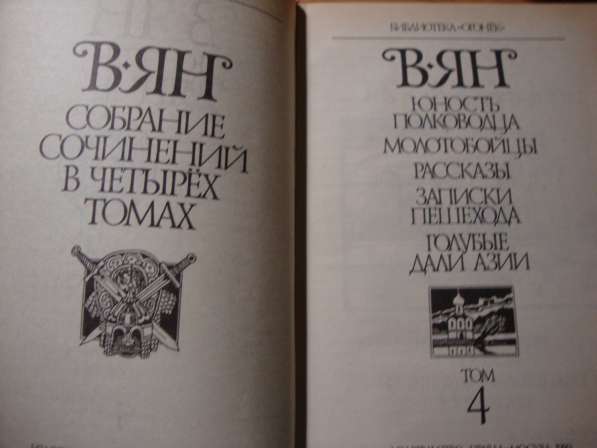 В·ЯН
СОБРАНИЕ
СОЧИНЕНИЙ
В ЧЕТЫРЁХ
ТОМАХ
БИБЛИОТЕКА «ОГОНЁК»
В·ЯН
ЮНОСТЬ
ПОЛКОВОДЦА
МОЛОТОБОЙЦЫ
РАССКАЗЫ
ЗАПИСКИ
ПЕШЕХОДА
ГОЛУБЫЕ
ДАЛИ АЗИИ
ТОМ
4